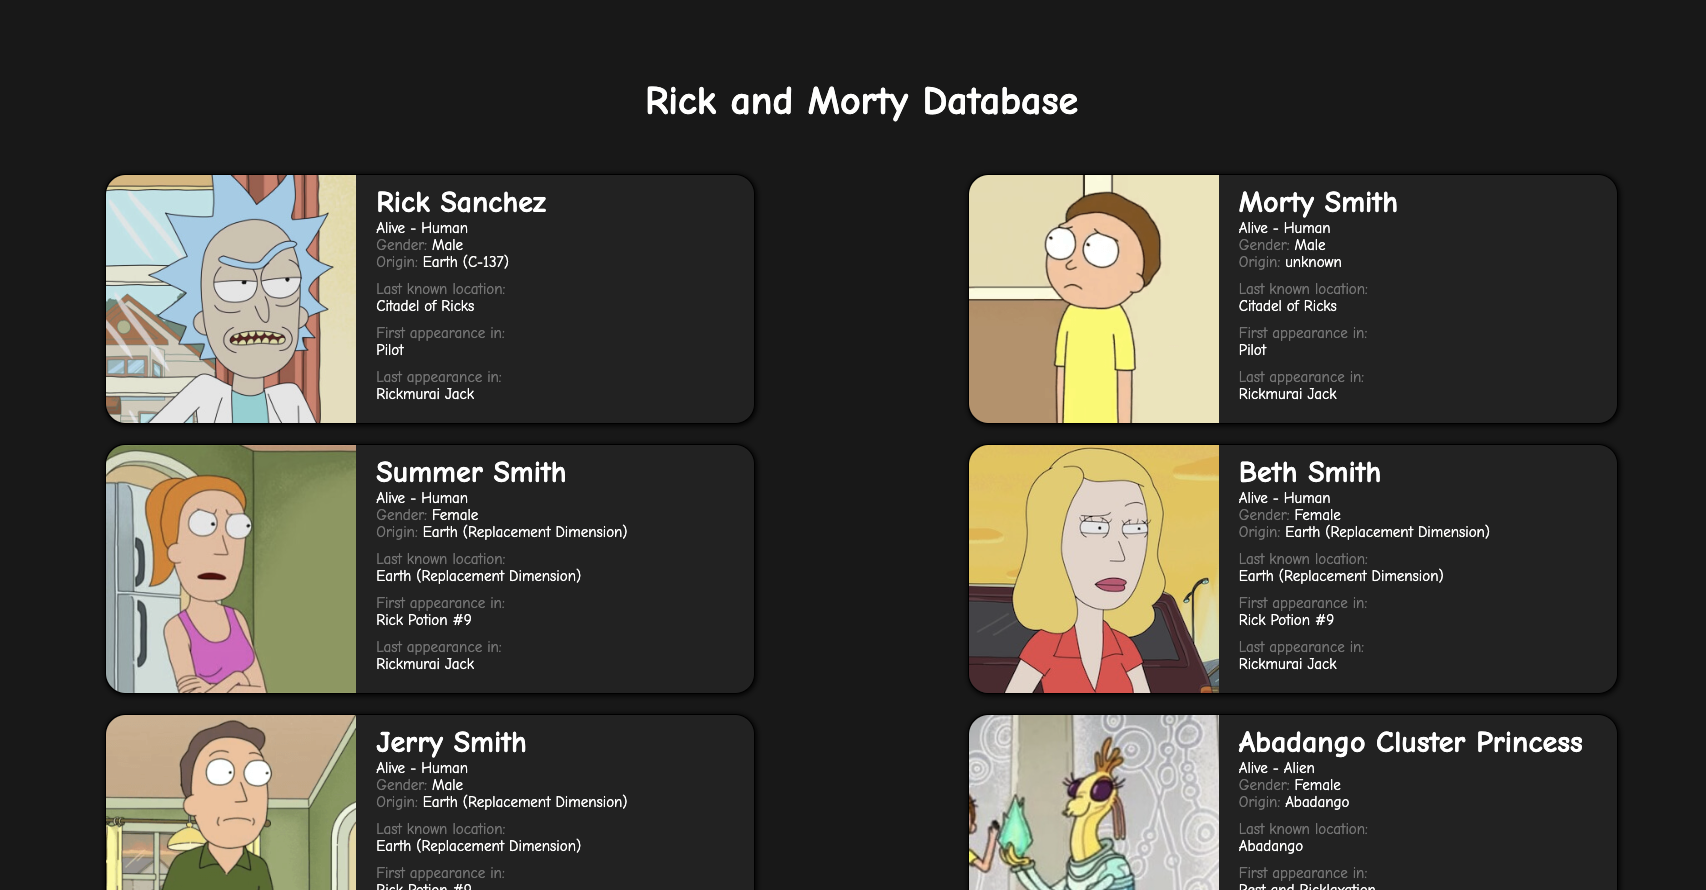 Rick and Morty Database
Rick Sanchez
Alive - Human
Gender: Male
Origin: Earth (C-137)
Last known location:
Citadel of Ricks
First appearance in:
Pilot
Last appearance in:
Rickmurai Jack
Morty Smith
Alive - Human
Gender: Male
Origin: unknown
Last known location:
Citadel of Ricks
First appearance in:
Pilot
Last appearance in:
Rickmurai Jack
Summer Smith
Alive - Human
Gender: Female
Origin: Earth (Replacement Dimension)
Last known location:
Earth (Replacement Dimension)
First appearance in:
Rick Potion #9
Last appearance in:
Rickmurai Jack
Beth Smith
Alive - Human
Gender: Female
Origin: Earth (Replacement Dimension)
Last known location:
Earth (Replacement Dimension)
First appearance in:
Rick Potion #9
Last appearance in:
Rickmurai Jack
Jerry Smith
Alive - Human
Gender: Male
Origin: Earth (Replacement Dimension)
Last known location:
Earth (Replacement Dimension)
First appearance in:
Rick Potion #9
Abadango Cluster Princess
Alive - Alien
Gender: Female
Origin: Abadango
Last known location:
Abadango
First appearance in:
Rest and Ricklaxation